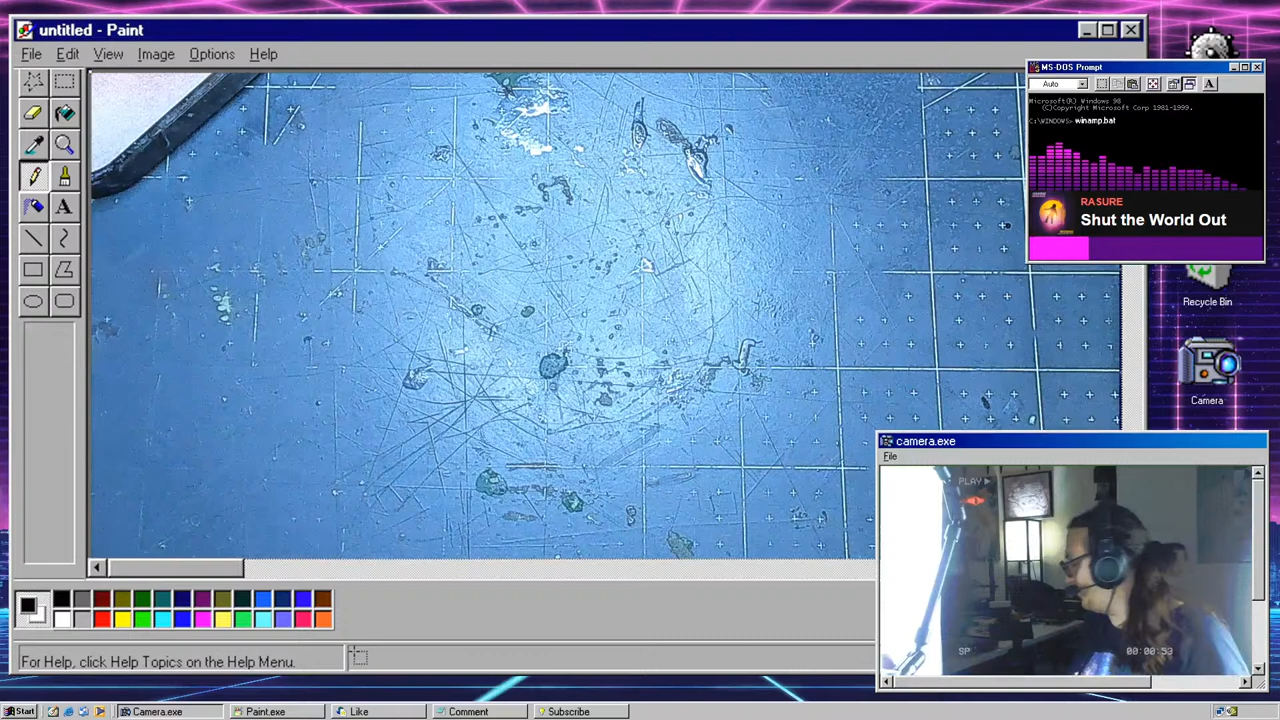 untitled - Paint
File Edit View Image Options Help
MS-DOS Prompt
Auto
A
Microsoft(R) Windows 98
(C)Copyright Microsoft Corp 1981-1999.
C:\WINDOWS> winamp.bat
RASURE
Shut the World Out
Recycle Bin
Camera
camera.exe
File
PLAY
SP
00:00:53
A
For Help, click Help Topics on the Help Menu.
Start Camera.exe Paint.exe Like Comment Subscribe